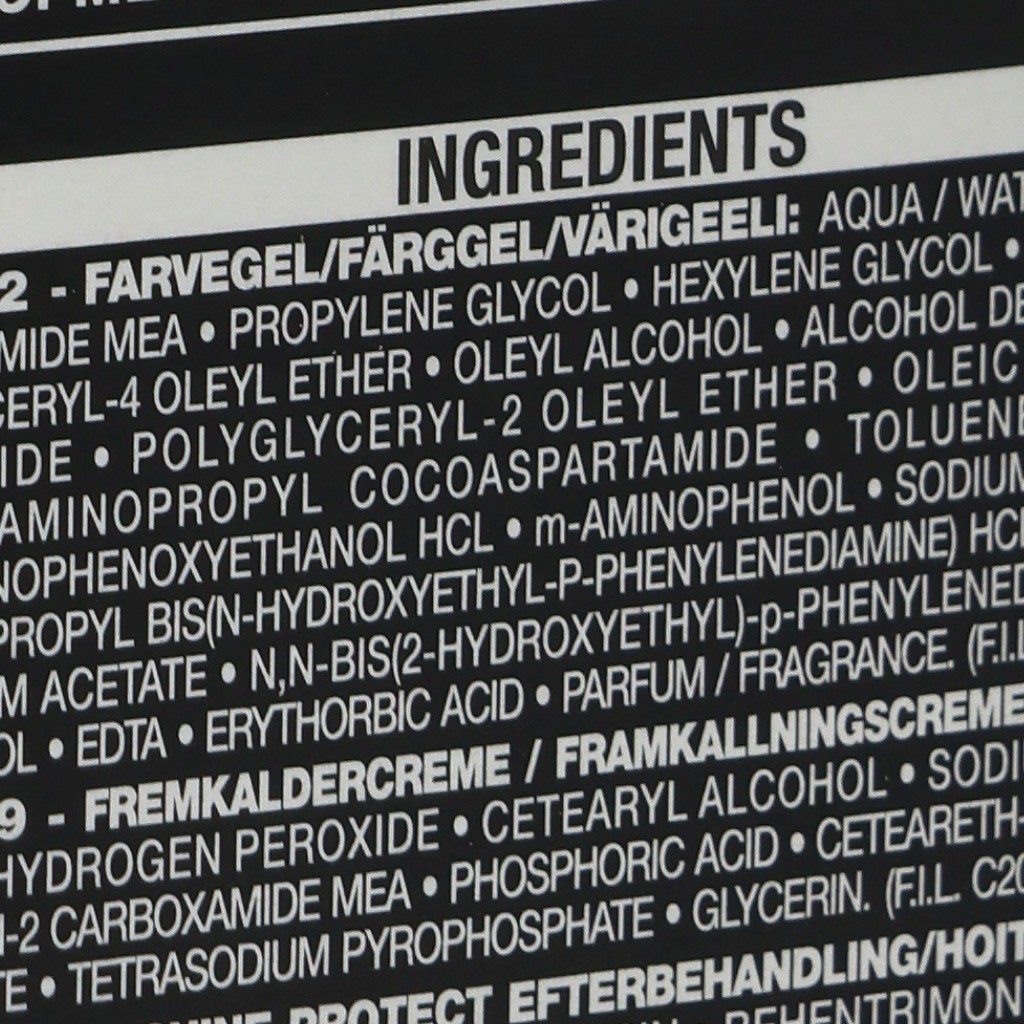 INGREDIENTS
2 - FARVEGEL/FÄRGGEL/VÄRIGEELI: AQUA / WAT
MIDE MEA • PROPYLENE GLYCOL • HEXYLENE GLYCOL •
CERYL-4 OLEYL ETHER • OLEYL ALCOHOL • ALCOHOL DE
IDE • POLYGLYCERYL-2 OLEYL ETHER • OLEIC
AMINOPROPYL COCOASPARTAMIDE • TOLUENE
NOPHENOXYETHANOL HCL • m-AMINOPHENOL • SODIUM
PROPYL BIS(N-HYDROXYETHYL-P-PHENYLENEDIAMINE) HCL
M ACETATE • N,N-BIS(2-HYDROXYETHYL)-p-PHENYLENED
OL • EDTA • ERYTHORBIC ACID • PARFUM / FRAGRANCE. (F.I.L
9 - FREMKALDERCREME / FRAMKALLNINGSCREME
HYDROGEN PEROXIDE • CETEARYL ALCOHOL • SODI
H-2 CARBOXAMIDE MEA • PHOSPHORIC ACID • CETEARETH-
TE • TETRASODIUM PYROPHOSPHATE • GLYCERIN. (F.I.L. C20
PROTECT EFTERBEHANDLING/HOIT
BEHENTRIMON